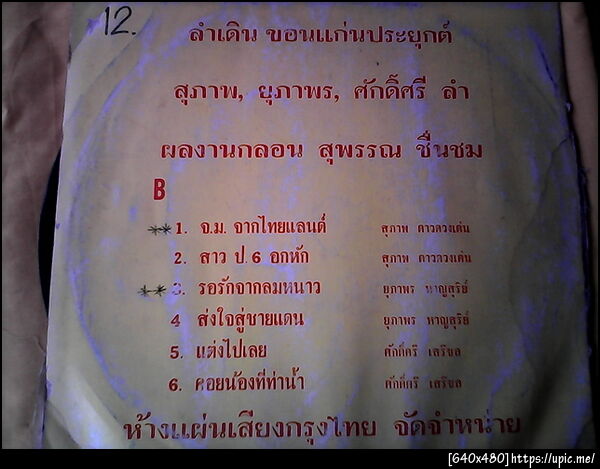 12.
ลำเดิน ขอนแก่นประยุกต์
สุภาพ, ยุภาพร, ศักดิ์ศรี ลำ
ผลงานกลอน สุพรรณ ชื่นชม
B
**1. จ.ม. จากไทยแลนด์ สุภาพ ดาวดวงเด่น
2. สาว ป.6 อกหัก สุภาพ ดาวดวงเด่น
**3. รอรักจากลมหนาว ยุภาพร หาญสุริย์
4 ส่งใจสู่ชายแดน ยุภาพร หาญสุริย์
5. แต่งไปเลย ศักดิ์ศรี เสรีชล
6. คอยน้องที่ท่าน้ำ ศักดิ์ศรี เสรีชล
ห้างแผ่นเสียงกรุงไทย จัดจำหน่าย
[640x480]https://upic.me/